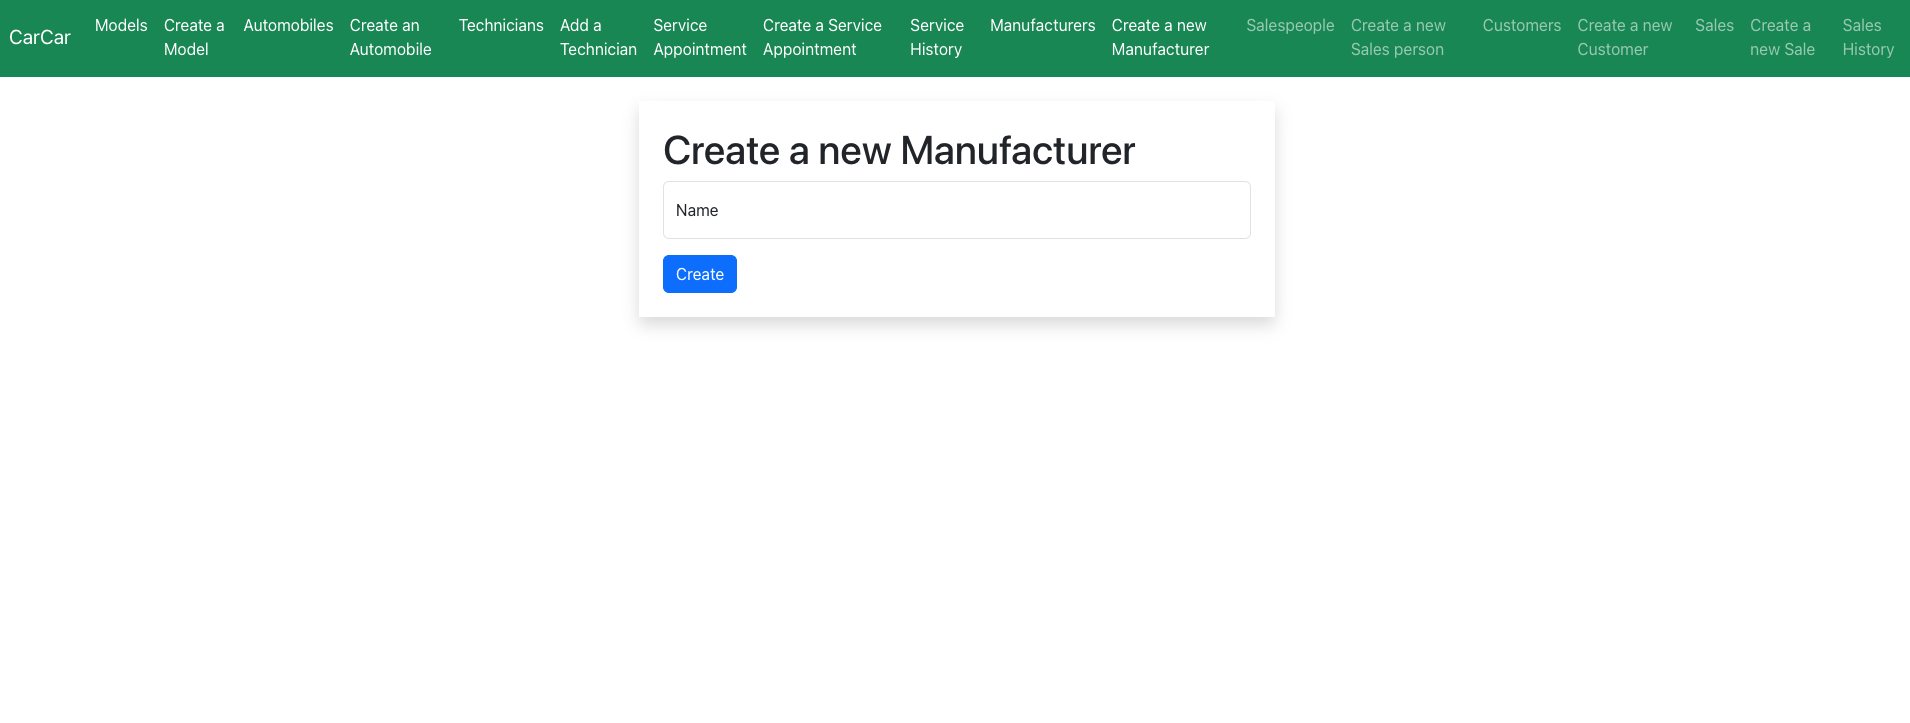 CarCar
Models
Create a
Model
Automobiles
Create an
Automobile
Technicians
Add a
Technician
Service
Appointment
Create a Service
Appointment
Service
History
Manufacturers
Create a new
Manufacturer
Salespeople
Create a new
Sales person
Customers
Create a new
Customer
Sales
Create a
new Sale
Sales
History
Create a new Manufacturer
Name
Create